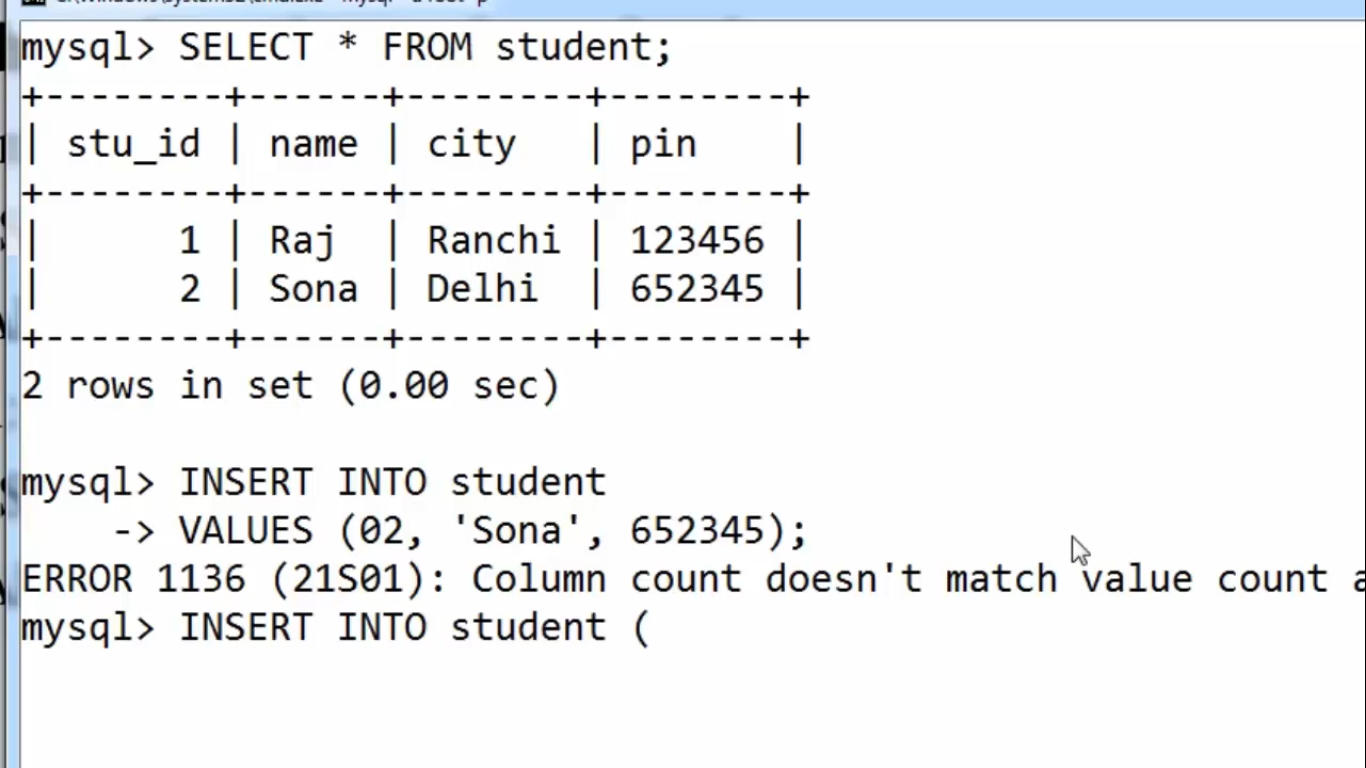 mysql> SELECT * FROM student;
+--------+------+--------+--------+
| stu_id | name | city   | pin    |
+--------+------+--------+--------+
|      1 | Raj  | Ranchi | 123456 |
|      2 | Sona | Delhi  | 652345 |
+--------+------+--------+--------+
2 rows in set (0.00 sec)
mysql> INSERT INTO student
    -> VALUES (02, 'Sona', 652345);
ERROR 1136 (21S01): Column count doesn't match value count a
mysql> INSERT INTO student (